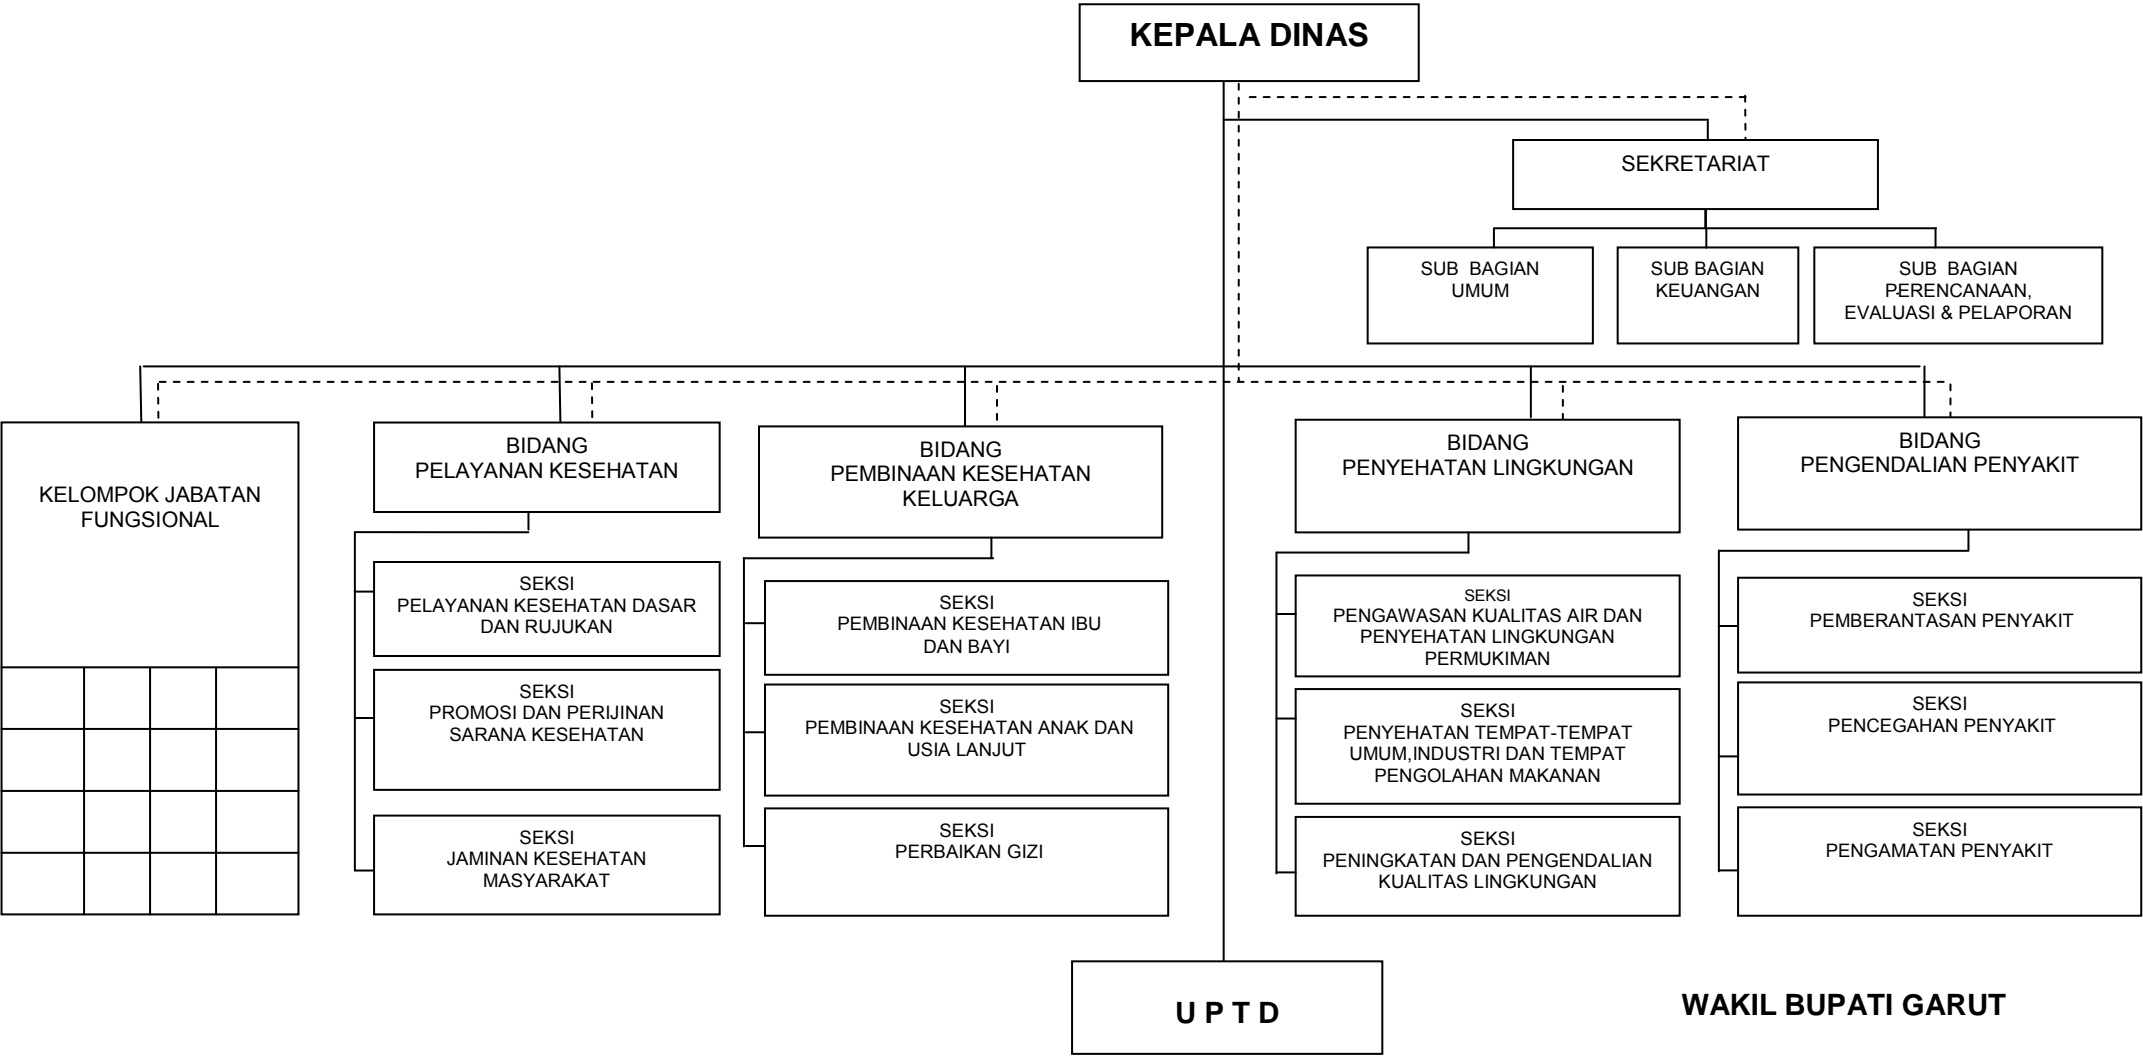 KEPALA DINAS
SEKRETARIAT
SUB BAGIAN
UMUM
SUB BAGIAN
KEUANGAN
SUB BAGIAN
PERENCANAAN,
EVALUASI & PELAPORAN
KELOMPOK JABATAN
FUNGSIONAL
BIDANG
PELAYANAN KESEHATAN
BIDANG
PEMBINAAN KESEHATAN
KELUARGA
BIDANG
PENYEHATAN LINGKUNGAN
BIDANG
PENGENDALIAN PENYAKIT
SEKSI
PELAYANAN KESEHATAN DASAR
DAN RUJUKAN
SEKSI
PROMOSI DAN PERIJINAN
SARANA KESEHATAN
SEKSI
JAMINAN KESEHATAN
MASYARAKAT
SEKSI
PEMBINAAN KESEHATAN IBU
DAN BAYI
SEKSI
PEMBINAAN KESEHATAN ANAK DAN
USIA LANJUT
SEKSI
PERBAIKAN GIZI
SEKSI
PENGAWASAN KUALITAS AIR DAN
PENYEHATAN LINGKUNGAN
PERMUKIMAN
SEKSI
PENYEHATAN TEMPAT-TEMPAT
UMUM,INDUSTRI DAN TEMPAT
PENGOLAHAN MAKANAN
SEKSI
PENINGKATAN DAN PENGENDALIAN
KUALITAS LINGKUNGAN
SEKSI
PEMBERANTASAN PENYAKIT
SEKSI
PENCEGAHAN PENYAKIT
SEKSI
PENGAMATAN PENYAKIT
U P T D
WAKIL BUPATI GARUT